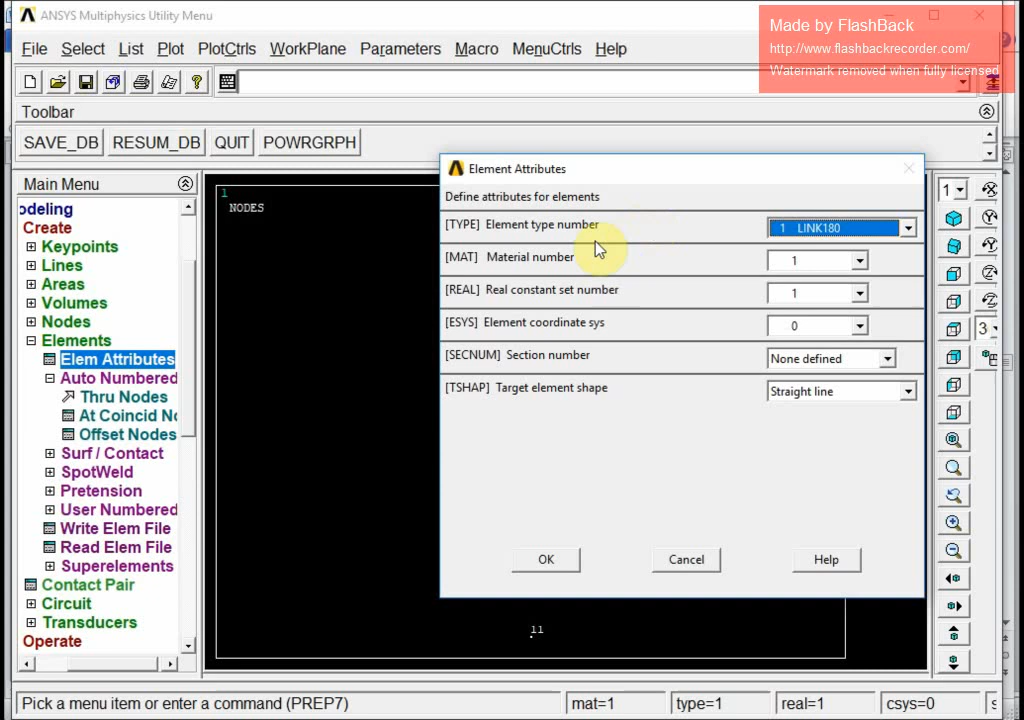 ANSYS Multiphysics Utility Menu
Made by FlashBack
http://www.flashbackrecorder.com/
Watermark removed when fully licensed
File Select List Plot PlotCtrls WorkPlane Parameters Macro MenuCtrls Help
Toolbar
SAVE_DB RESUM_DB QUIT POWRGRPH
Main Menu
odeling
Create
Keypoints
Lines
Areas
Volumes
Nodes
Elements
Elem Attributes
Auto Numbered
Thru Nodes
At Coincid No
Offset Nodes
Surf / Contact
SpotWeld
Pretension
User Numbered
Write Elem File
Read Elem File
Superelements
Contact Pair
Circuit
Transducers
Operate
1
NODES
11
Element Attributes
Define attributes for elements
[TYPE] Element type number 1 LINK180
[MAT] Material number 1
[REAL] Real constant set number 1
[ESYS] Element coordinate sys 0
[SECNUM] Section number None defined
[TSHAP] Target element shape Straight line
OK Cancel Help
1
3
Pick a menu item or enter a command (PREP7) mat=1 type=1 real=1 csys=0 s